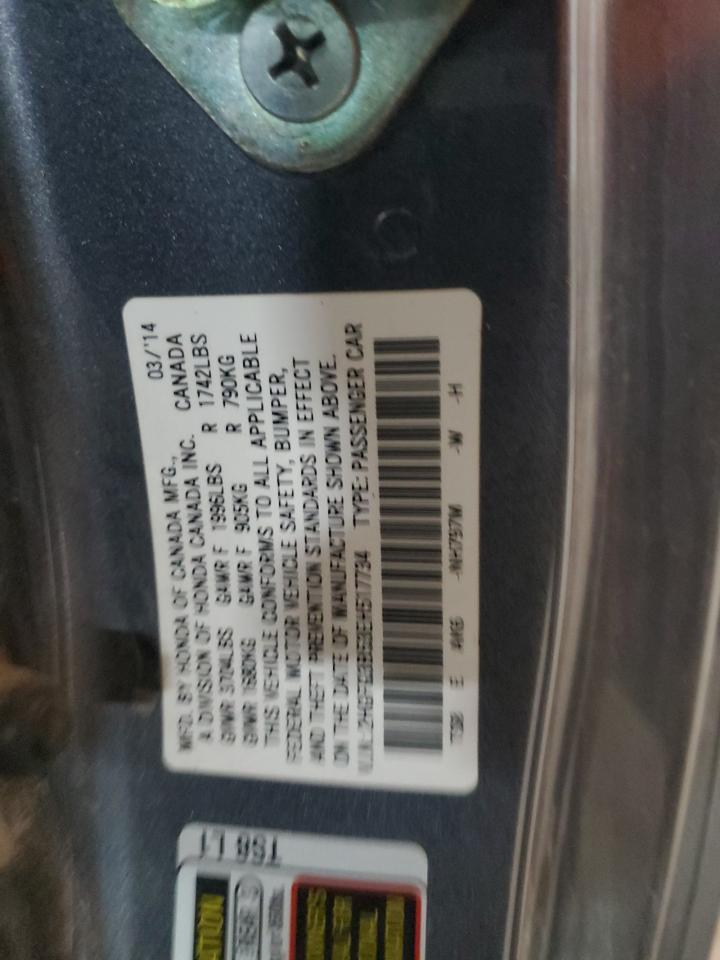 MFD. BY HONDA OF CANADA MFG., 03/'14
A DIVISION OF HONDA CANADA INC. CANADA
GVWR 3704LBS GAWR F 1996LBS R 1742LBS
GVWR 1680KG GAWR F 905KG R 790KG
THIS VEHICLE CONFORMS TO ALL APPLICABLE
FEDERAL MOTOR VEHICLE SAFETY, BUMPER,
AND THEFT PREVENTION STANDARDS IN EFFECT
ON THE DATE OF MANUFACTURE SHOWN ABOVE.
TYPE: PASSENGER CAR
E -NH797W -W -H